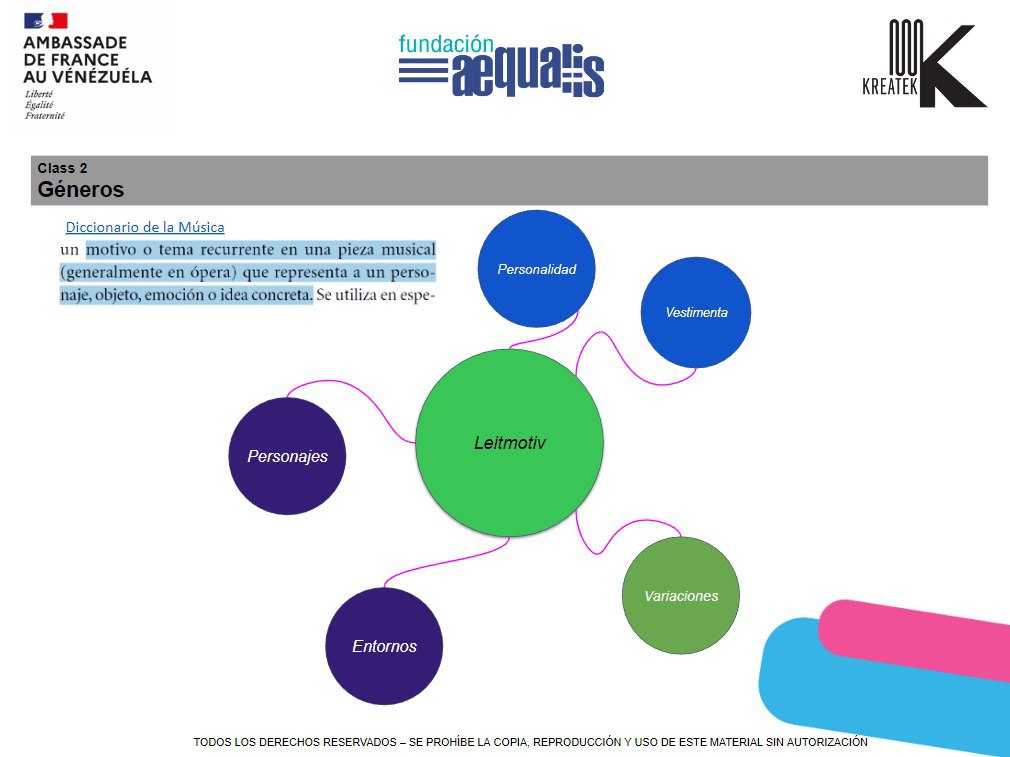 AMBASSADE
DE FRANCE
AU VÉNÉZUÉLA
Liberté
Égalité
Fraternité
fundación
aequalis
KREATEK
Class 2
Géneros
Diccionario de la Música
un motivo o tema recurrente en una pieza musical
(generalmente en ópera) que representa a un perso-
naje, objeto, emoción o idea concreta. Se utiliza en espe-
Personalidad
Vestimenta
Leitmotiv
Personajes
Variaciones
Entornos
TODOS LOS DERECHOS RESERVADOS – SE PROHÍBE LA COPIA, REPRODUCCIÓN Y USO DE ESTE MATERIAL SIN AUTORIZACIÓN